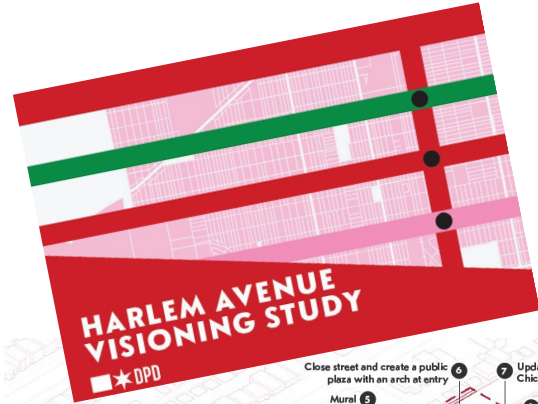 HARLEM AVENUE
VISIONING STUDY
DPD
Close street and create a public
plaza with an arch at entry
6
7
Mural 5